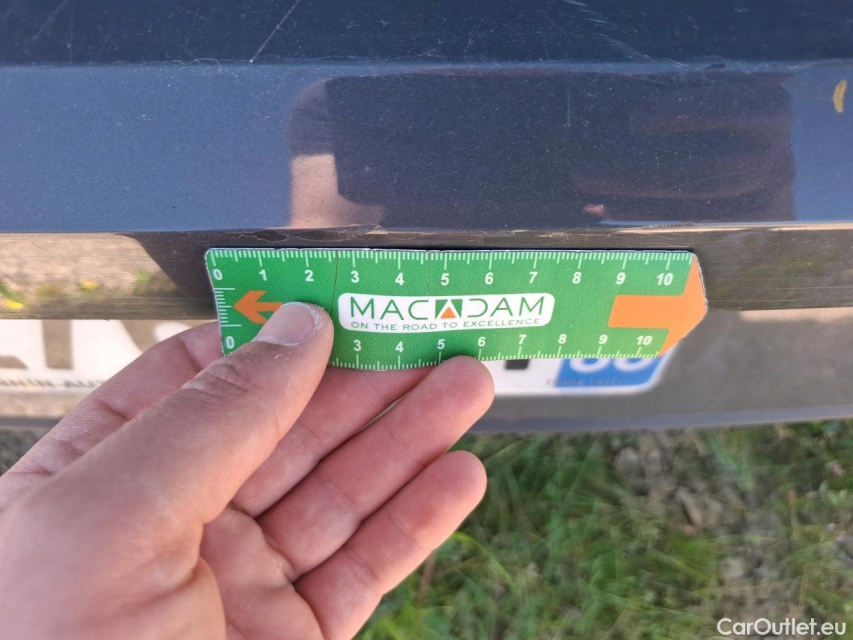 0 1 2 3 4 5 6 7 8 9 10
MACADAM
ON THE ROAD TO EXCELLENCE
0 3 4 5 6 7 8 9 10
CarOutlet.eu